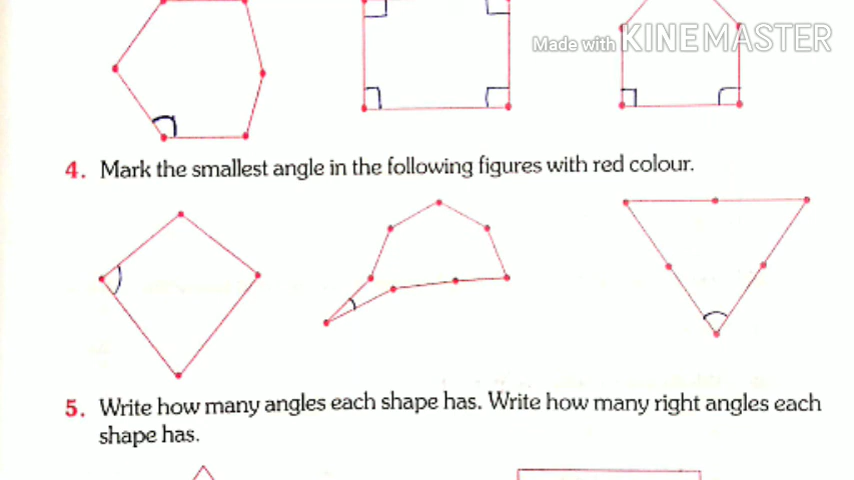 Made with KINEMASTER
4. Mark the smallest angle in the following figures with red colour.
5. Write how many angles each shape has. Write how many right angles each
shape has.